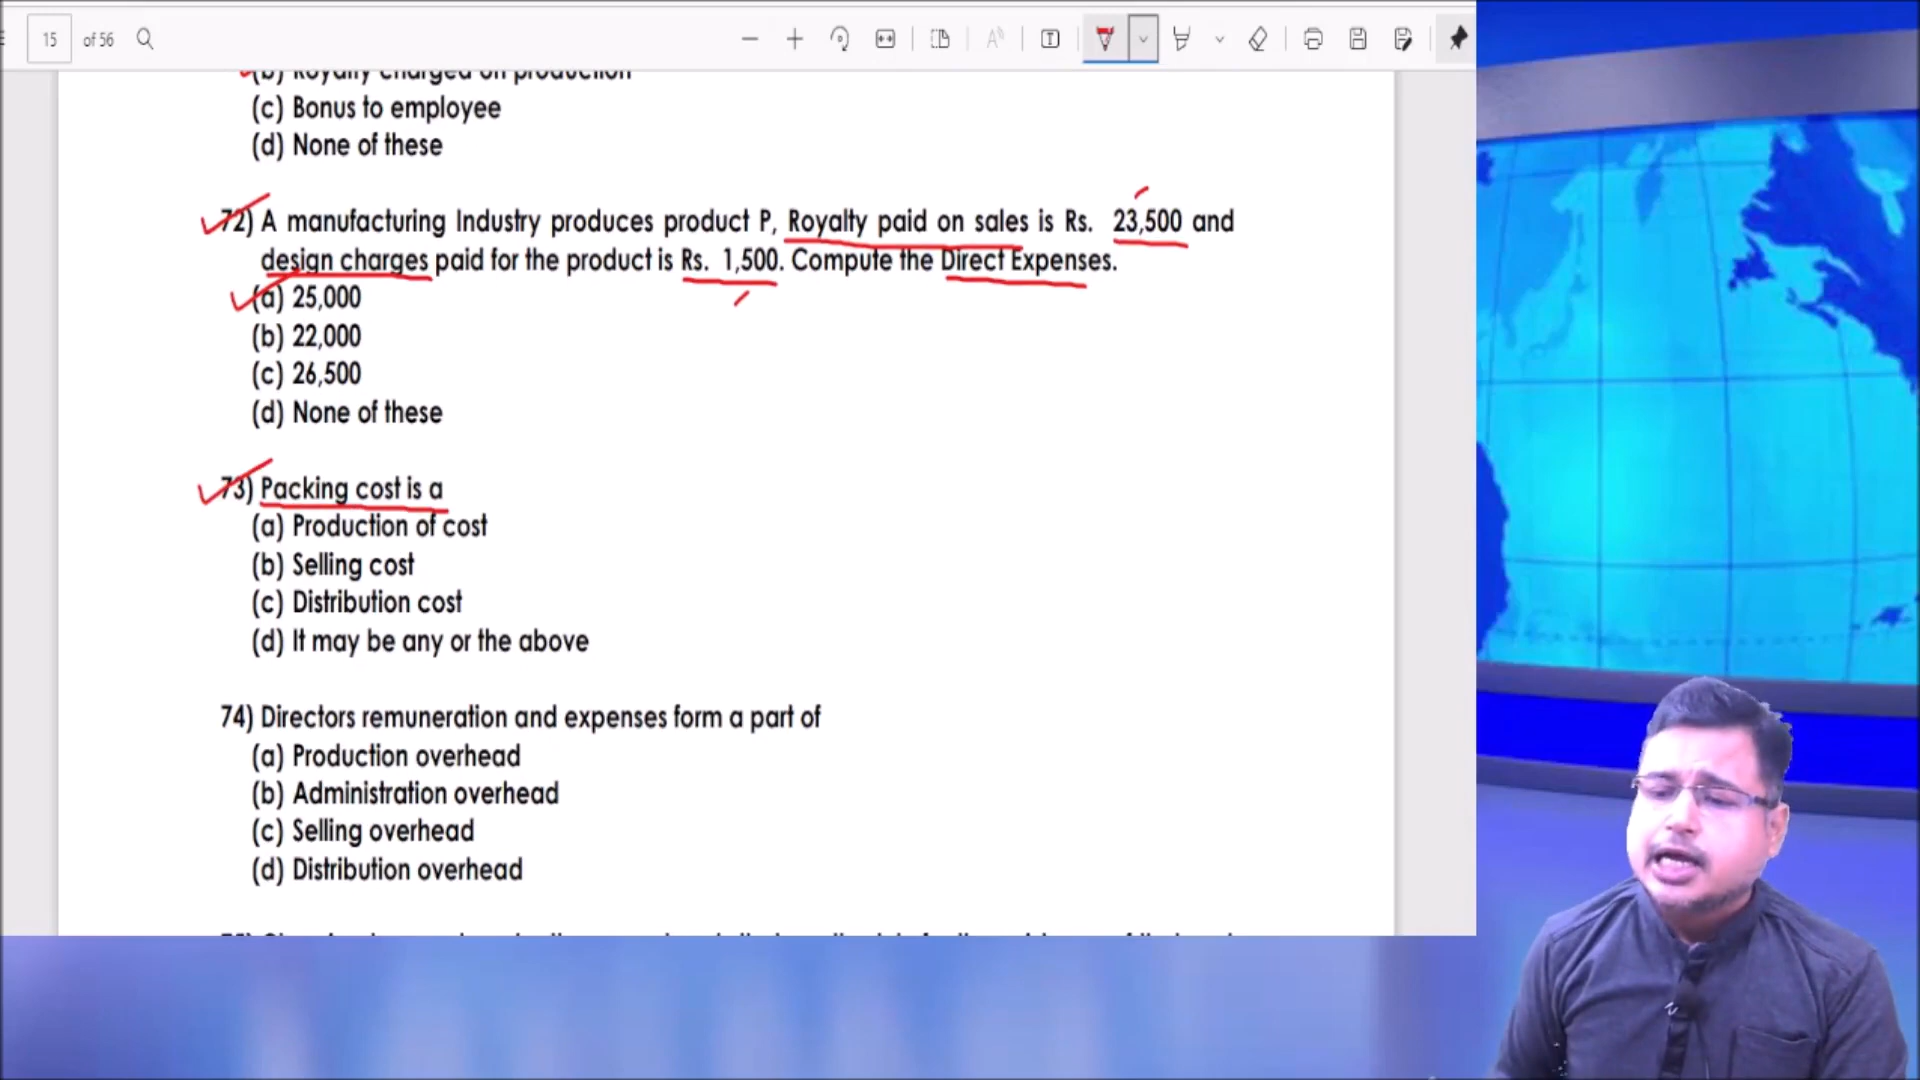 15 of 56
(b) Royalty charged on production
(c) Bonus to employee
(d) None of these
72) A manufacturing Industry produces product P, Royalty paid on sales is Rs. 23,500 and
design charges paid for the product is Rs. 1,500. Compute the Direct Expenses.
(a) 25,000
(b) 22,000
(c) 26,500
(d) None of these
73) Packing cost is a
(a) Production of cost
(b) Selling cost
(c) Distribution cost
(d) It may be any or the above
74) Directors remuneration and expenses form a part of
(a) Production overhead
(b) Administration overhead
(c) Selling overhead
(d) Distribution overhead